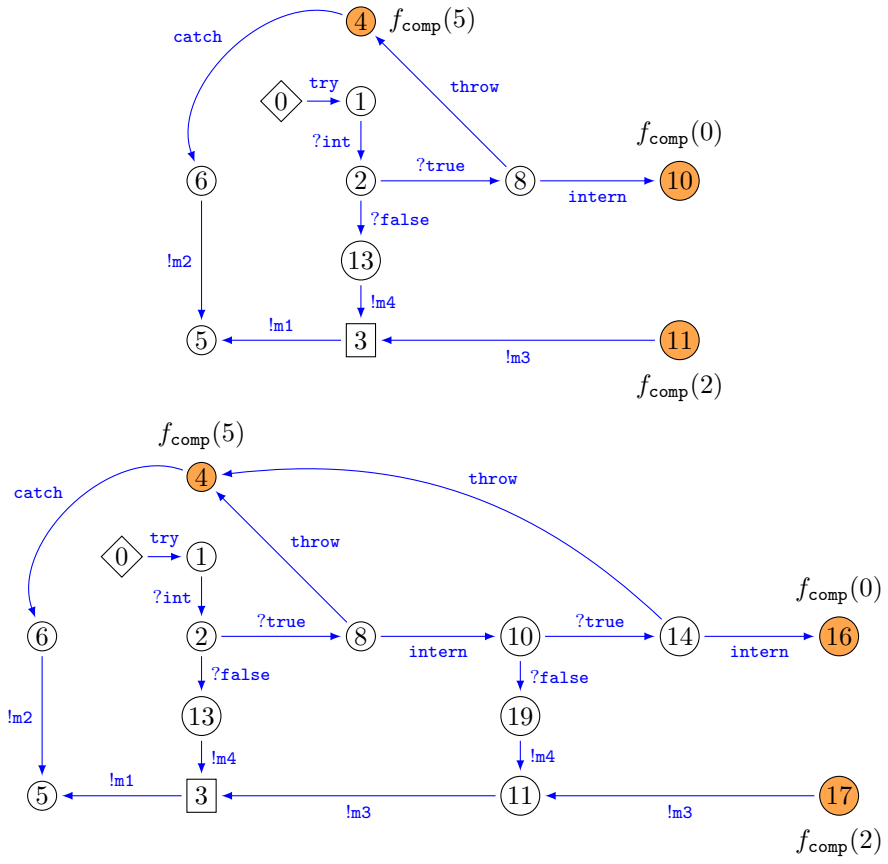 4 f_comp(5)
catch
try
throw
0 1
?int
f_comp(0)
6 2 ?true 8 intern 10
?false
13
!m2
!m4
5 !m1 3 !m3 11
f_comp(2)
f_comp(5)
4
throw
catch
try
0 1
throw
?int
f_comp(0)
6 2 ?true 8 intern 10 ?true 14 intern 16
?false ?false
13 19
!m2
!m4 !m4
5 !m1 3 !m3 11 !m3 17
f_comp(2)